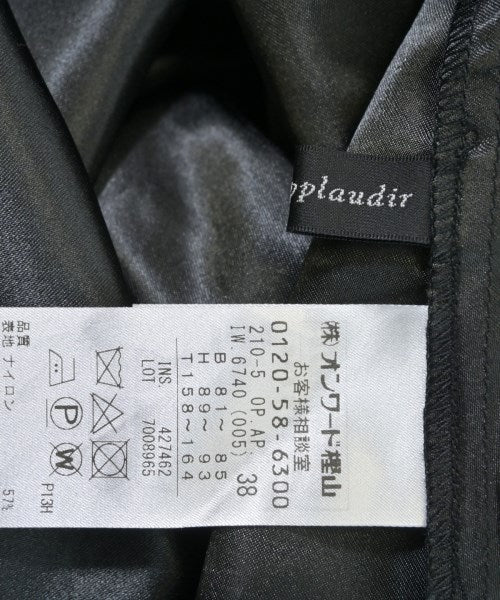 pplaudir
(株)オンワード樫山
お客様相談室
0120-58-6300
210-5 OP AP
IW.6740 (005) 38
B 81~85
H 89~93
T158~164
INS 427462
LOT 7008965
P W
P13H
品質
表地 ナイロン 57%